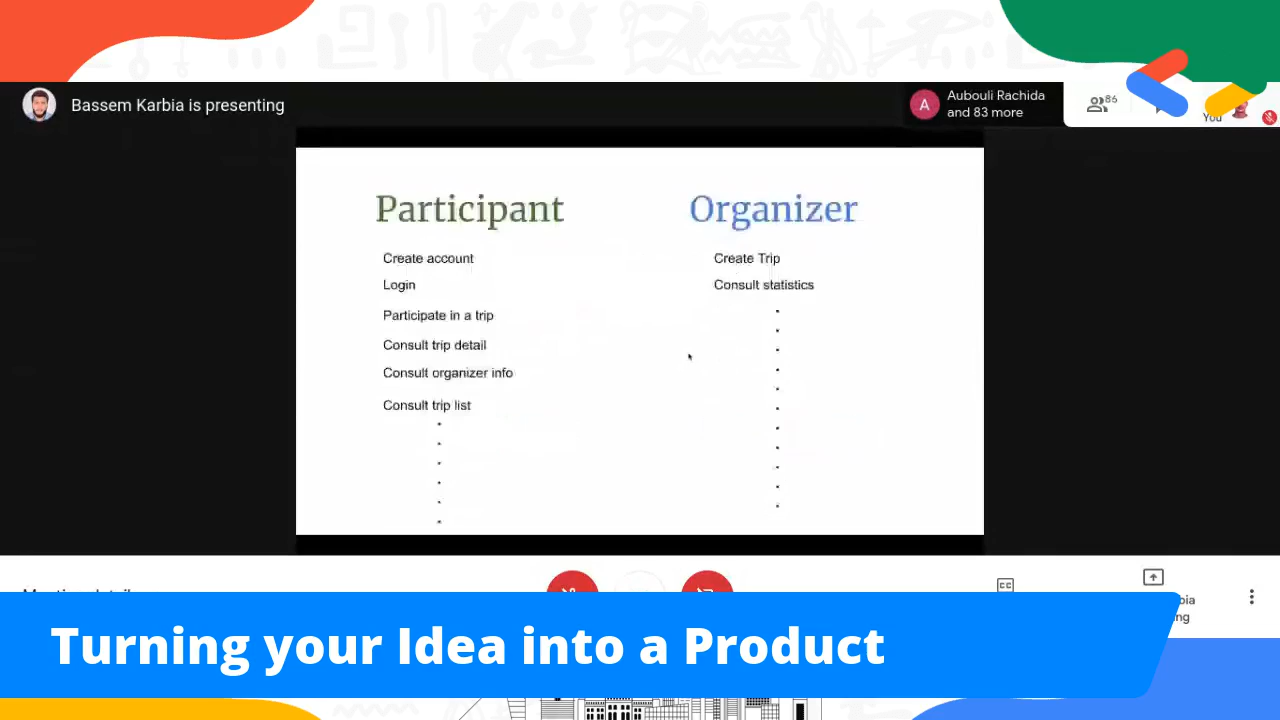 Bassem Karbia is presenting
A
Aubouli Rachida
and 83 more
86
You
Participant
Organizer
Create account
Create Trip
Login
Consult statistics
Participate in a trip
Consult trip detail
Consult organizer info
Consult trip list
CC
Turning your Idea into a Product